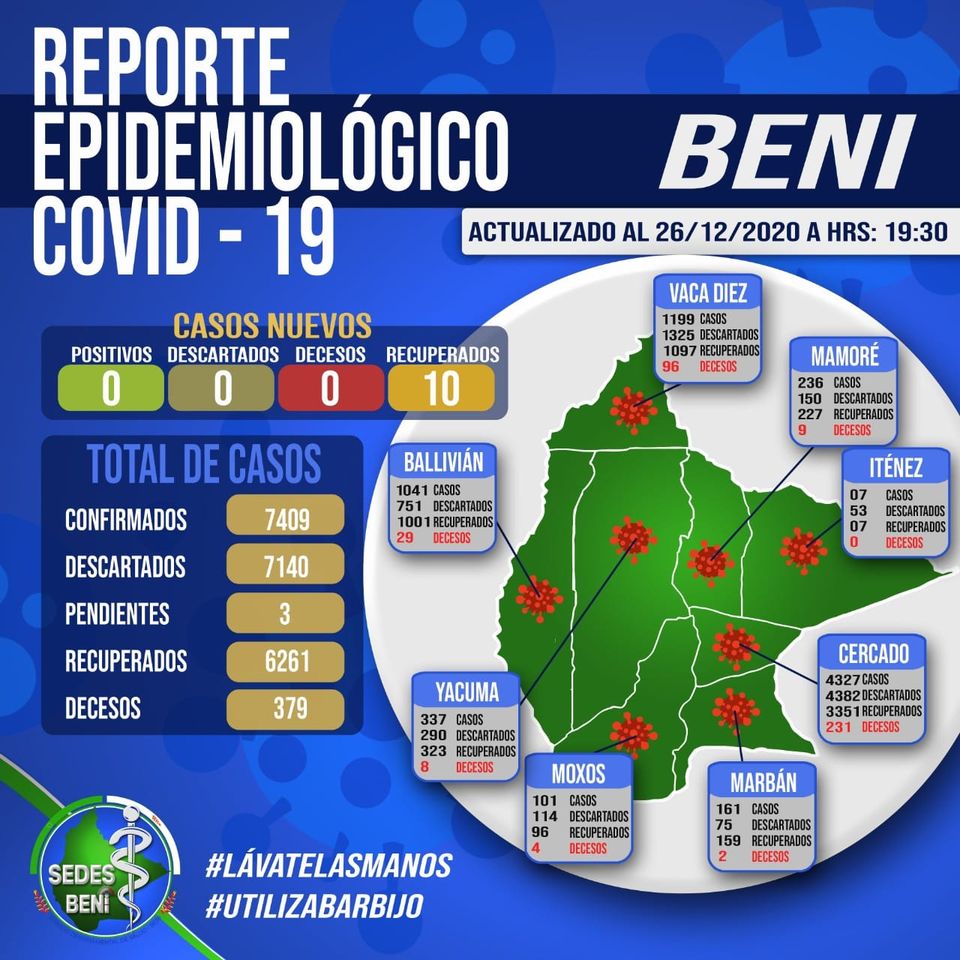 REPORTE
EPIDEMIOLÓGICO
COVID - 19
BENI
ACTUALIZADO AL 26/12/2020 A HRS: 19:30
CASOS NUEVOS
POSITIVOS DESCARTADOS DECESOS RECUPERADOS
0 0 0 10
TOTAL DE CASOS
CONFIRMADOS 7409
DESCARTADOS 7140
PENDIENTES 3
RECUPERADOS 6261
DECESOS 379
VACA DIEZ
1199 CASOS
1325 DESCARTADOS
1097 RECUPERADOS
96 DECESOS
MAMORÉ
236 CASOS
150 DESCARTADOS
227 RECUPERADOS
9 DECESOS
BALLIVIÁN
1041 CASOS
751 DESCARTADOS
1001 RECUPERADOS
29 DECESOS
ITÉNEZ
07 CASOS
53 DESCARTADOS
07 RECUPERADOS
0 DECESOS
CERCADO
4327 CASOS
4382 DESCARTADOS
3351 RECUPERADOS
231 DECESOS
YACUMA
337 CASOS
290 DESCARTADOS
323 RECUPERADOS
8 DECESOS
MOXOS
101 CASOS
114 DESCARTADOS
96 RECUPERADOS
4 DECESOS
MARBÁN
161 CASOS
75 DESCARTADOS
159 RECUPERADOS
2 DECESOS
SEDES
BENI
#LÁVATELASMANOS
#UTILIZABARBIJO